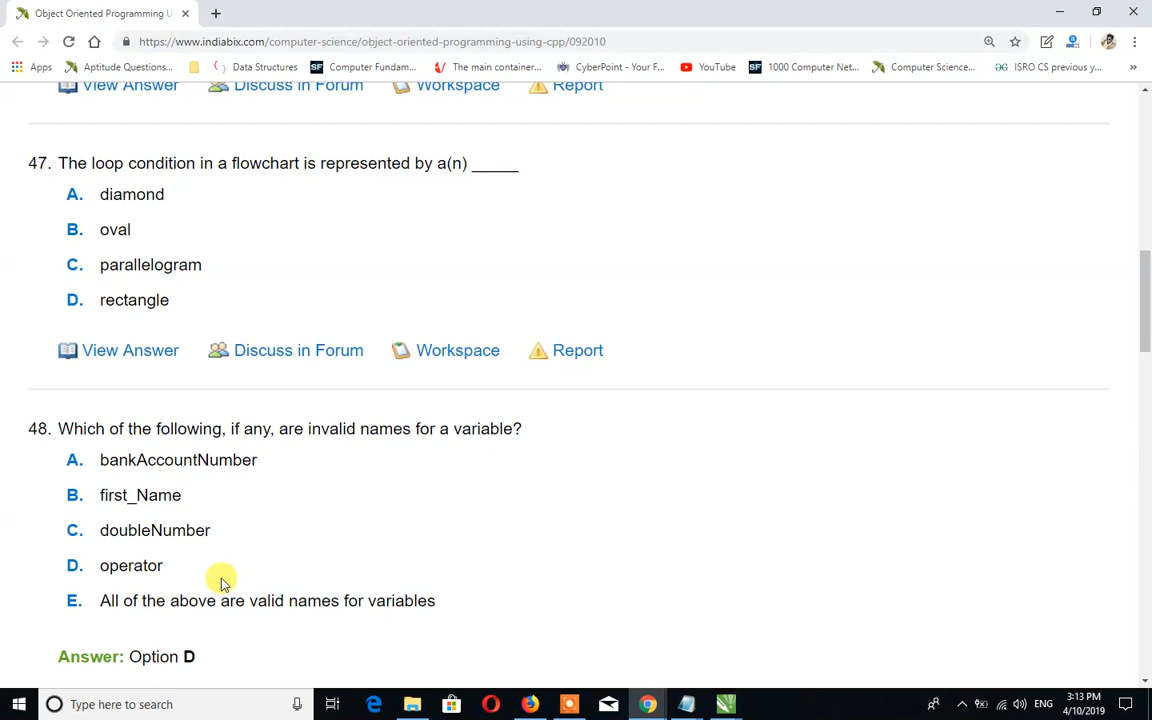 Object Oriented Programming U
https://www.indiabix.com/computer-science/object-oriented-programming-using-cpp/092010
Apps Aptitude Questions... Data Structures SF Computer Fundam... The main container... CyberPoint - Your F... YouTube SF 1000 Computer Net... Computer Science... ISRO CS previous y... »
View Answer Discuss in Forum Workspace Report
47. The loop condition in a flowchart is represented by a(n) _____
A. diamond
B. oval
C. parallelogram
D. rectangle
View Answer Discuss in Forum Workspace Report
48. Which of the following, if any, are invalid names for a variable?
A. bankAccountNumber
B. first_Name
C. doubleNumber
D. operator
E. All of the above are valid names for variables
Answer: Option D
Type here to search
ENG
3:13 PM
4/10/2019